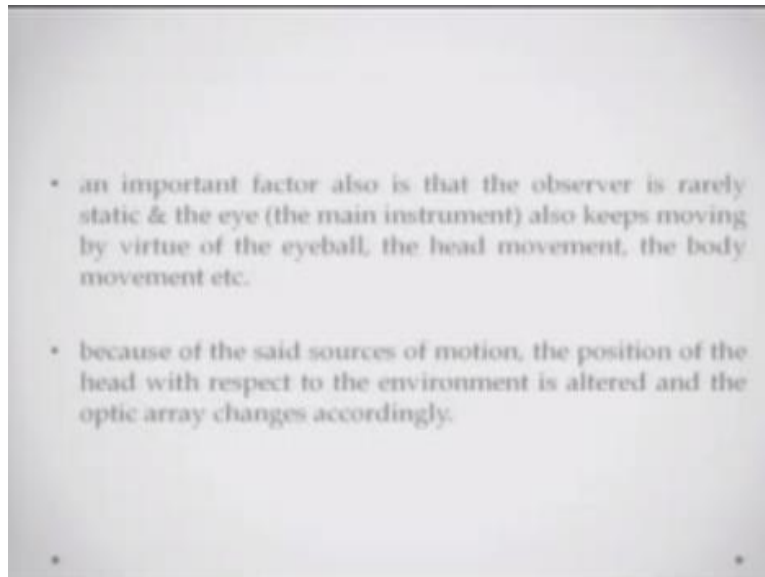 • an important factor also is that the observer is rarely
static & the eye (the main instrument) also keeps moving
by virtue of the eyeball, the head movement, the body
movement etc.
• because of the said sources of motion, the position of the
head with respect to the environment is altered and the
optic array changes accordingly.